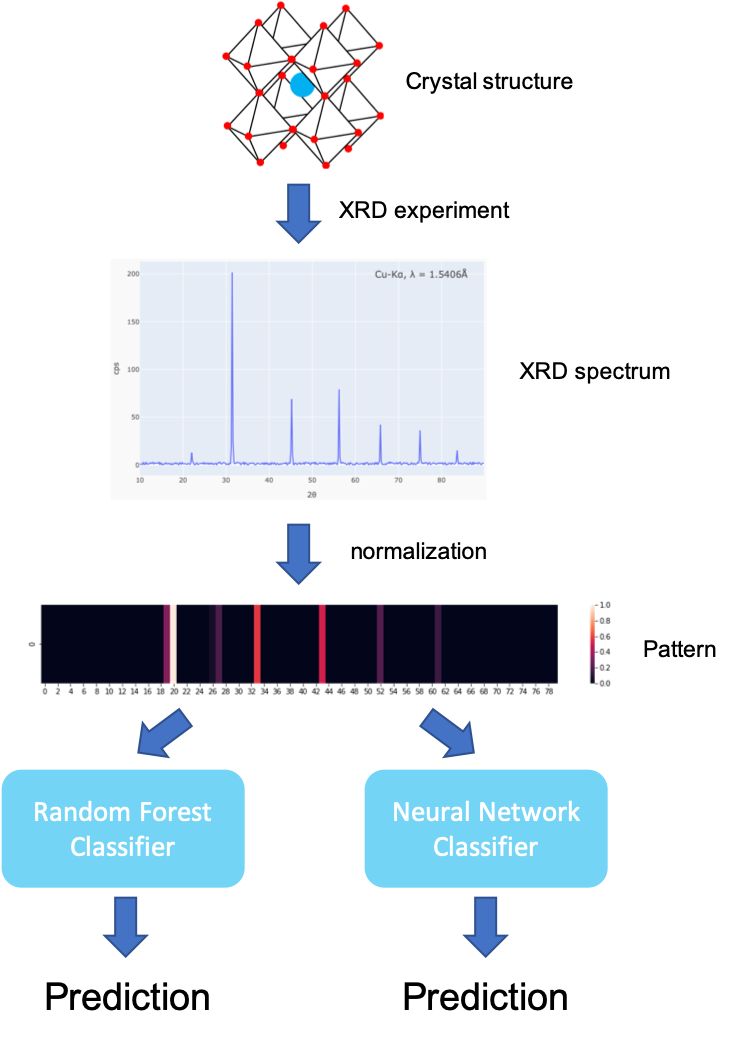 Crystal structure
XRD experiment
Cu-Kα, λ = 1.5406Å
200
150
100
50
0
cps
10 20 30 40 50 60 70 80
2θ
XRD spectrum
normalization
0
0 2 4 6 8 10 12 14 16 18 20 22 24 26 28 30 32 34 36 38 40 42 44 46 48 50 52 54 56 58 60 62 64 66 68 70 72 74 76 78
1.0
0.8
0.6
0.4
0.2
0.0
Pattern
Random Forest
Classifier
Neural Network
Classifier
Prediction
Prediction